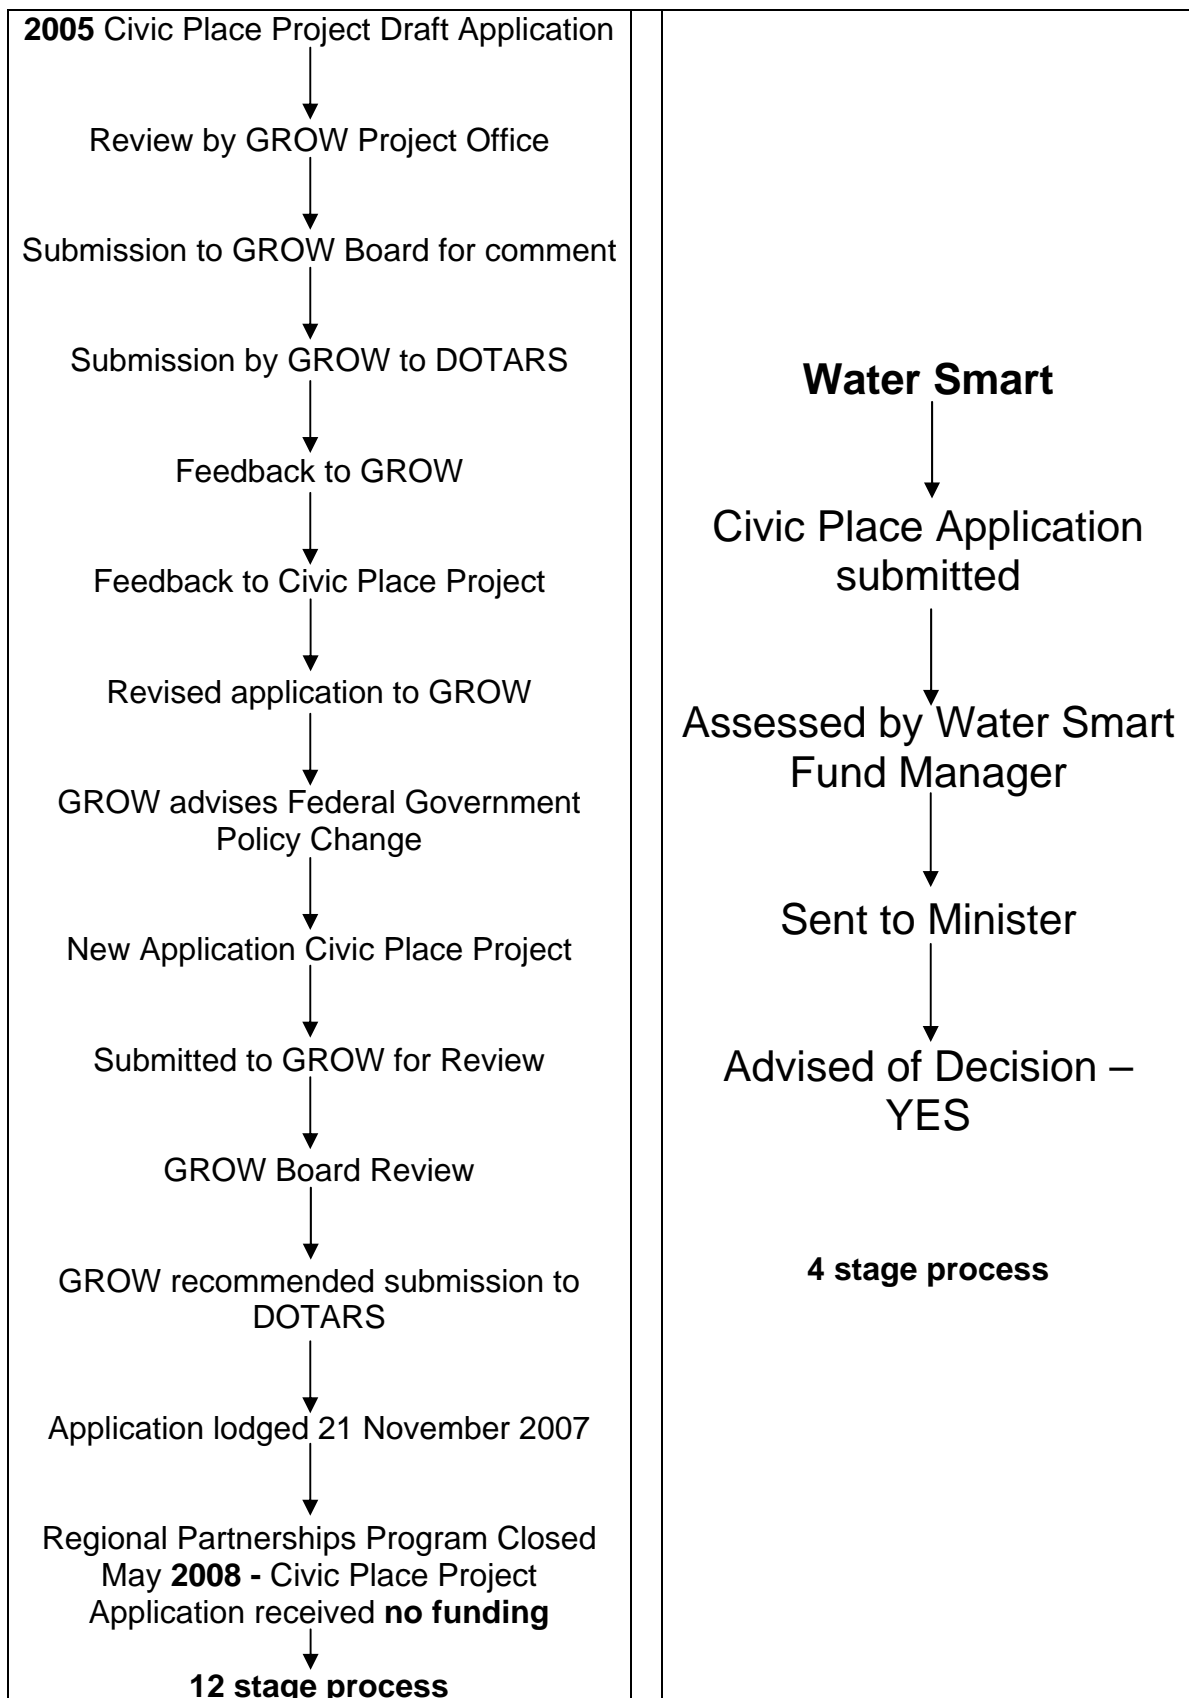 2005 Civic Place Project Draft Application
Review by GROW Project Office
Submission to GROW Board for comment
Submission by GROW to DOTARS
Feedback to GROW
Feedback to Civic Place Project
Revised application to GROW
GROW advises Federal Government
Policy Change
New Application Civic Place Project
Submitted to GROW for Review
GROW Board Review
GROW recommended submission to
DOTARS
Application lodged 21 November 2007
Regional Partnerships Program Closed
May 2008 - Civic Place Project
Application received no funding
12 stage process
Water Smart
Civic Place Application
submitted
Assessed by Water Smart
Fund Manager
Sent to Minister
Advised of Decision –
YES
4 stage process